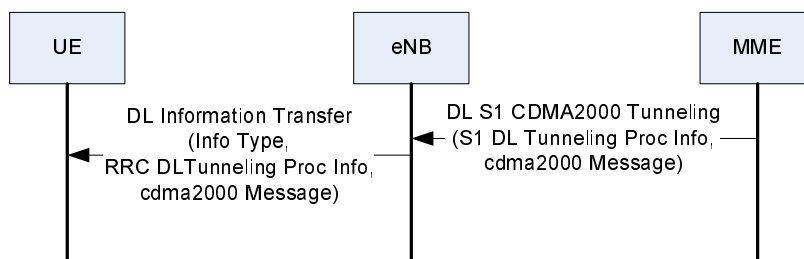 UE
eNB
MME
DL Information Transfer
(Info Type,
RRC DLTunneling Proc Info,
cdma2000 Message)
DL S1 CDMA2000 Tunneling
(S1 DL Tunneling Proc Info,
cdma2000 Message)